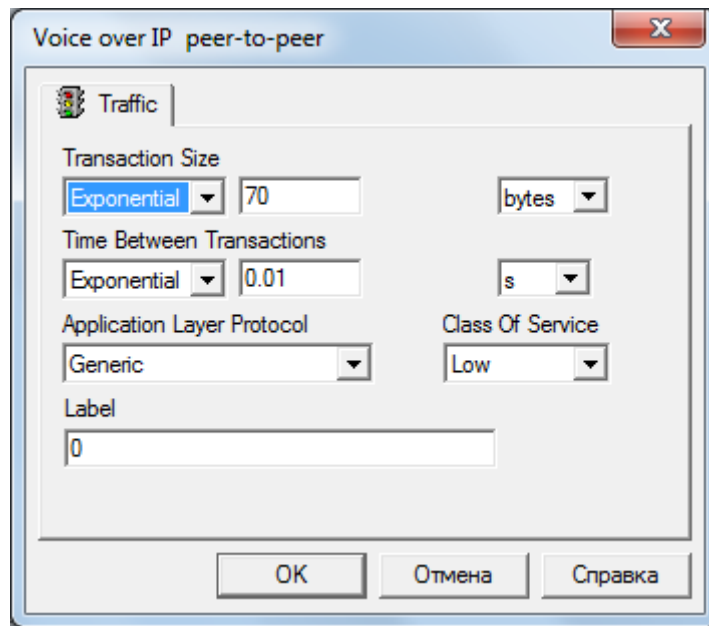 Voice over IP peer-to-peer
Traffic
Transaction Size
Exponential 70 bytes
Time Between Transactions
Exponential 0.01 s
Application Layer Protocol Class Of Service
Generic Low
Label
0
OK Отмена Справка